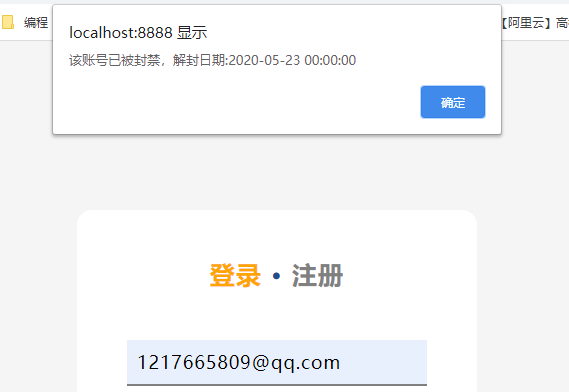 编程
【阿里云】高
localhost:8888 显示
该账号已被封禁，解封日期:2020-05-23 00:00:00
确定
登录 • 注册
1217665809@qq.com